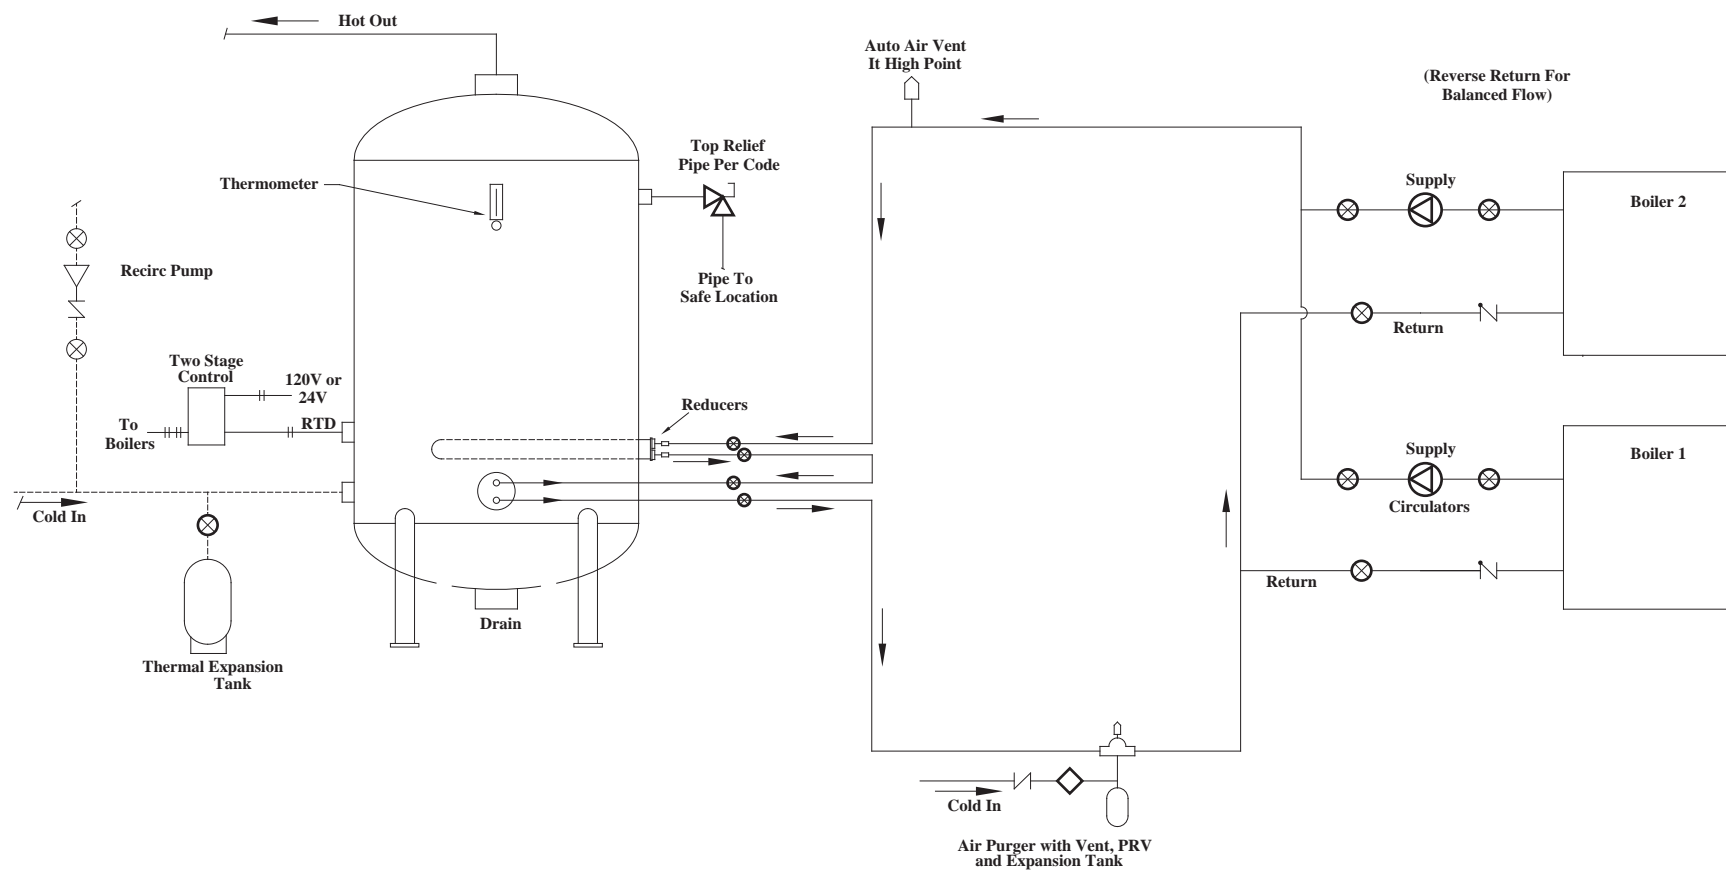 Hot Out
Auto Air Vent
It High Point
(Reverse Return For
Balanced Flow)
Top Relief
Pipe Per Code
Thermometer
Supply
Boiler 2
Recirc Pump
Pipe To
Safe Location
Return
Two Stage
Control
120V or
24V
To
Boilers
RTD
Reducers
Supply
Boiler 1
Circulators
Cold In
Return
Drain
Thermal Expansion
Tank
Cold In
Air Purger with Vent, PRV
and Expansion Tank